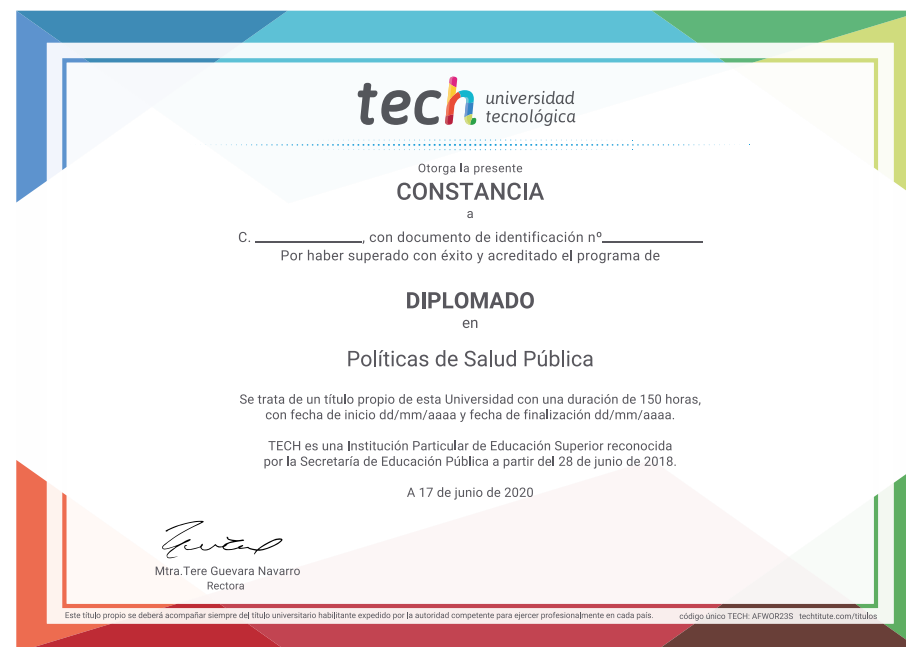 tech universidad
tecnológica
Otorga la presente
CONSTANCIA
a
C. ____________, con documento de identificación nº____________
Por haber superado con éxito y acreditado el programa de
DIPLOMADO
en
Políticas de Salud Pública
Se trata de un título propio de esta Universidad con una duración de 150 horas,
con fecha de inicio dd/mm/aaaa y fecha de finalización dd/mm/aaaa.
TECH es una Institución Particular de Educación Superior reconocida
por la Secretaría de Educación Pública a partir del 28 de junio de 2018.
A 17 de junio de 2020
Mtra.Tere Guevara Navarro
Rectora
Este título propio se deberá acompañar siempre del título universitario habilitante expedido por la autoridad competente para ejercer profesionalmente en cada país.
código único TECH: AFWOR23S techtitute.com/titulos